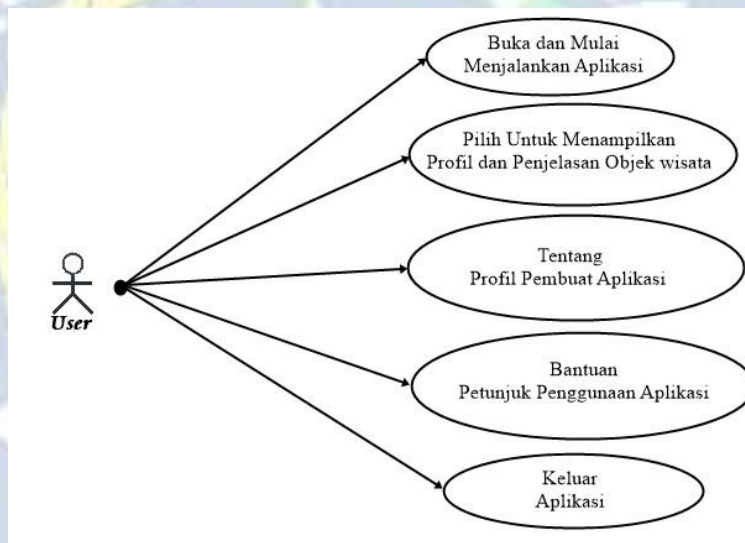 Buka dan Mulai
Menjalankan Aplikasi
Pilih Untuk Menampilkan
Profil dan Penjelasan Objek wisata
Tentang
Profil Pembuat Aplikasi
User
Bantuan
Petunjuk Penggunaan Aplikasi
Keluar
Aplikasi